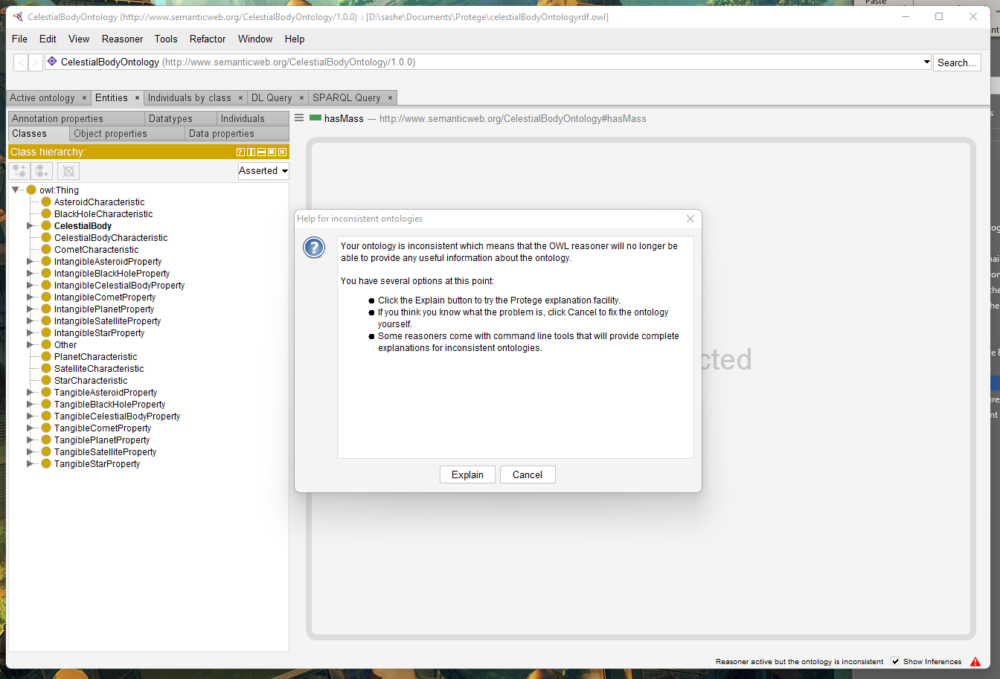 CelestialBodyOntology (http://www.semanticweb.org/CelestialBodyOntology/1.0.0) : [D:\sashe\Documents\Protege\celestialBodyOntologyrdf.owl]
Paste
File Edit View Reasoner Tools Refactor Window Help
< > CelestialBodyOntology (http://www.semanticweb.org/CelestialBodyOntology/1.0.0) Search...
Active ontology × Entities × Individuals by class × DL Query × SPARQL Query ×
Annotation properties Datatypes Individuals
Classes Object properties Data properties
hasMass — http://www.semanticweb.org/CelestialBodyOntology#hasMass
Class hierarchy:
Asserted
owl:Thing
AsteroidCharacteristic
BlackHoleCharacteristic
CelestialBody
CelestialBodyCharacteristic
CometCharacteristic
IntangibleAsteroidProperty
IntangibleBlackHoleProperty
IntangibleCelestialBodyProperty
IntangibleCometProperty
IntangiblePlanetProperty
IntangibleSatelliteProperty
IntangibleStarProperty
Other
PlanetCharacteristic
SatelliteCharacteristic
StarCharacteristic
TangibleAsteroidProperty
TangibleBlackHoleProperty
TangibleCelestialBodyProperty
TangibleCometProperty
TangiblePlanetProperty
TangibleSatelliteProperty
TangibleStarProperty
Help for inconsistent ontologies
Your ontology is inconsistent which means that the OWL reasoner will no longer be
able to provide any useful information about the ontology.
You have several options at this point:
● Click the Explain button to try the Protege explanation facility.
● If you think you know what the problem is, click Cancel to fix the ontology
yourself.
● Some reasoners come with command line tools that will provide complete
explanations for inconsistent ontologies.
Explain Cancel
cted
Reasoner active but the ontology is inconsistent Show Inferences